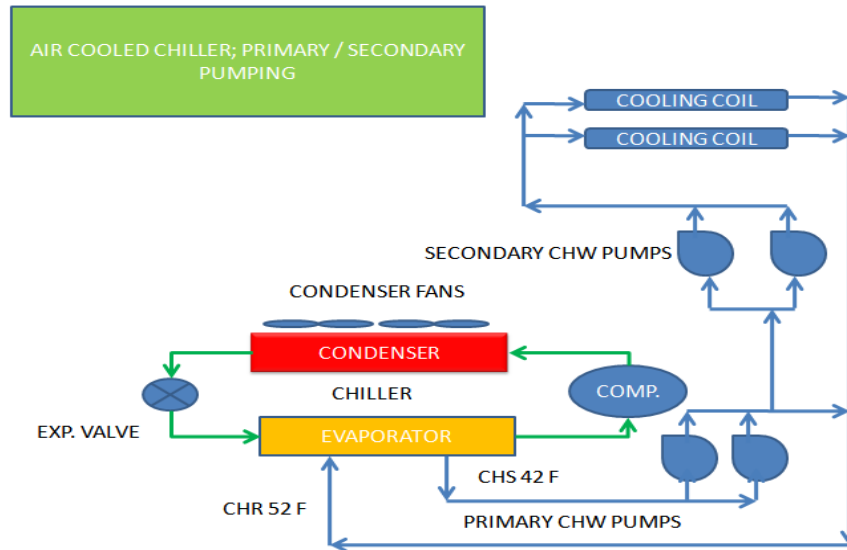 AIR COOLED CHILLER; PRIMARY / SECONDARY
PUMPING
COOLING COIL
COOLING COIL
SECONDARY CHW PUMPS
CONDENSER FANS
CONDENSER
CHILLER
COMP.
EXP. VALVE
EVAPORATOR
CHS 42 F
CHR 52 F
PRIMARY CHW PUMPS